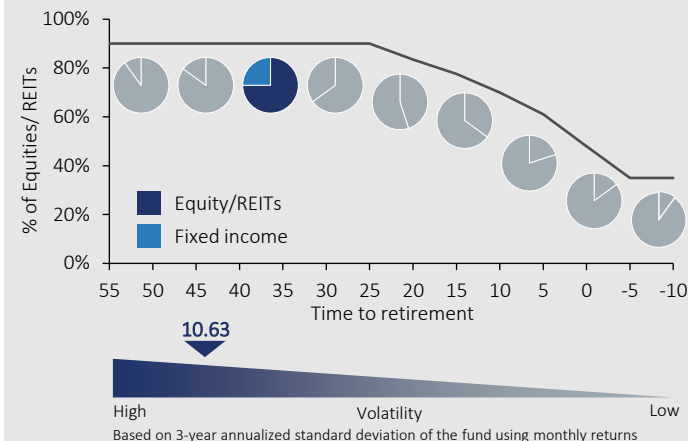 100%
80%
60%
40%
20%
0%
% of Equities/ REITs
Equity/REITs
Fixed income
55 50 45 40 35 30 25 20 15 10 5 0 -5 -10
Time to retirement
10.63
High Volatility Low
Based on 3-year annualized standard deviation of the fund using monthly returns